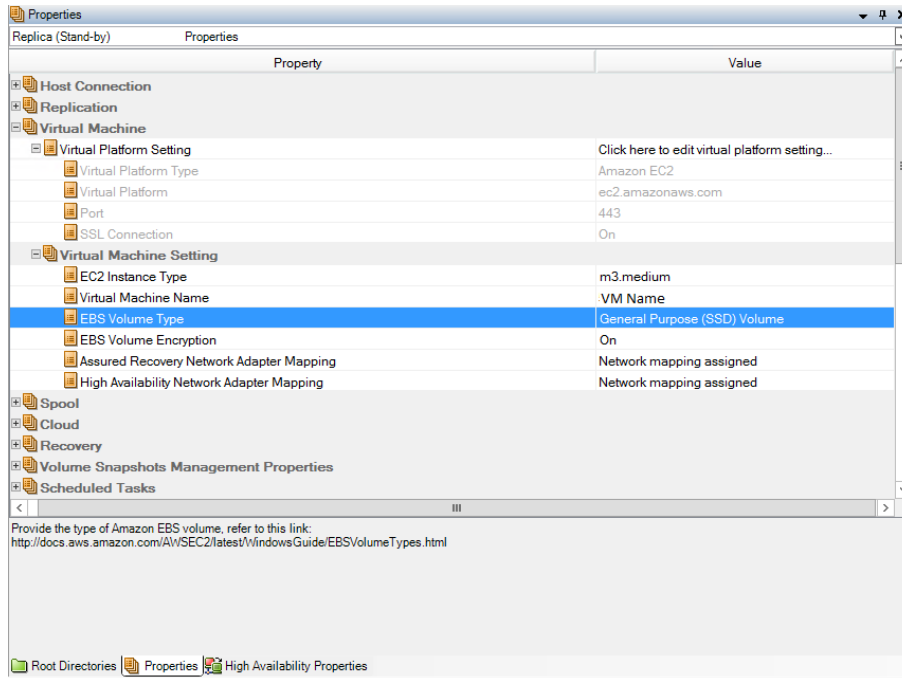 Properties
Replica (Stand-by) Properties
Property Value
Host Connection
Replication
Virtual Machine
Virtual Platform Setting Click here to edit virtual platform setting...
Virtual Platform Type Amazon EC2
Virtual Platform ec2.amazonaws.com
Port 443
SSL Connection On
Virtual Machine Setting
EC2 Instance Type m3.medium
Virtual Machine Name VM Name
EBS Volume Type General Purpose (SSD) Volume
EBS Volume Encryption On
Assured Recovery Network Adapter Mapping Network mapping assigned
High Availability Network Adapter Mapping Network mapping assigned
Spool
Cloud
Recovery
Volume Snapshots Management Properties
Scheduled Tasks
Provide the type of Amazon EBS volume, refer to this link:
http://docs.aws.amazon.com/AWSEC2/latest/WindowsGuide/EBSVolumeTypes.html
Root Directories Properties High Availability Properties